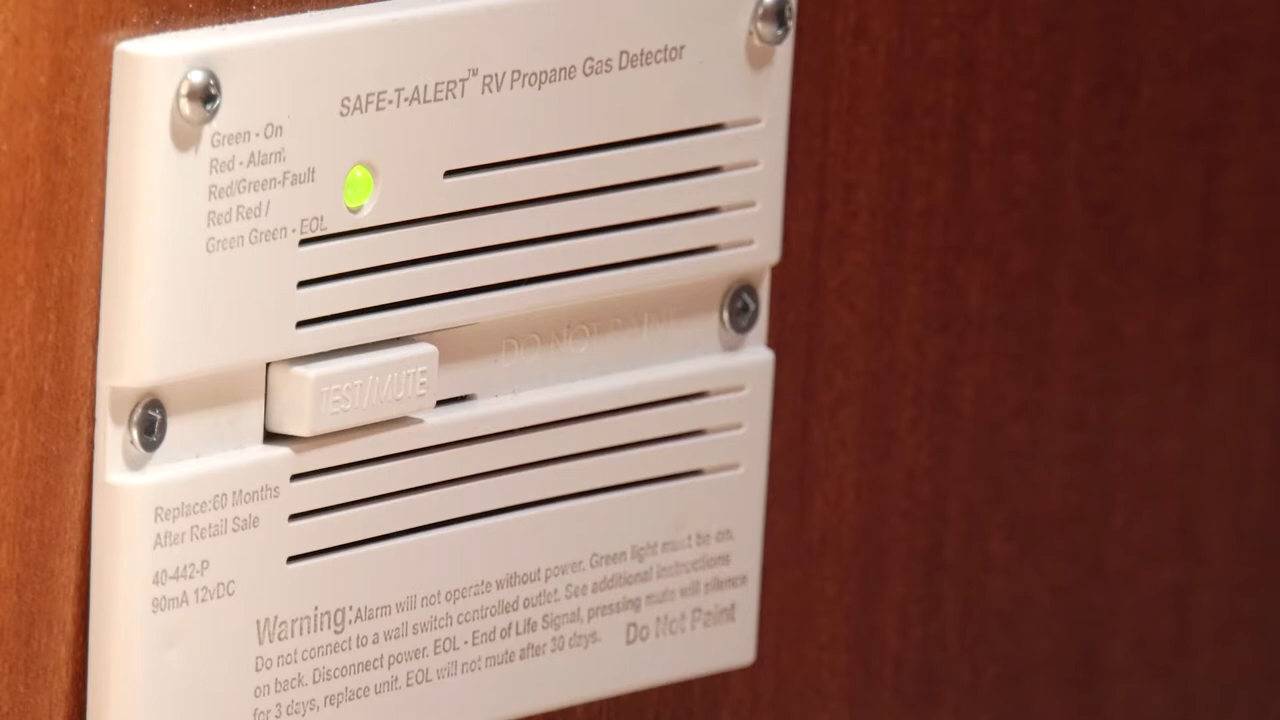 SAFE-T-ALERT™ RV Propane Gas Detector
Green - On
Red - Alarm
Red/Green-Fault
Red Red /
Green Green - EOL
DO NOT PAINT
TEST/MUTE
Replace:60 Months
After Retail Sale
40-442-P
90mA 12vDC
Warning:Alarm will not operate without power. Green light must be on.
Do not connect to a wall switch controlled outlet. See additional instructions
on back. Disconnect power. EOL - End of Life Signal, pressing mute will silence
for 3 days, replace unit. EOL will not mute after 30 days.
Do Not Paint